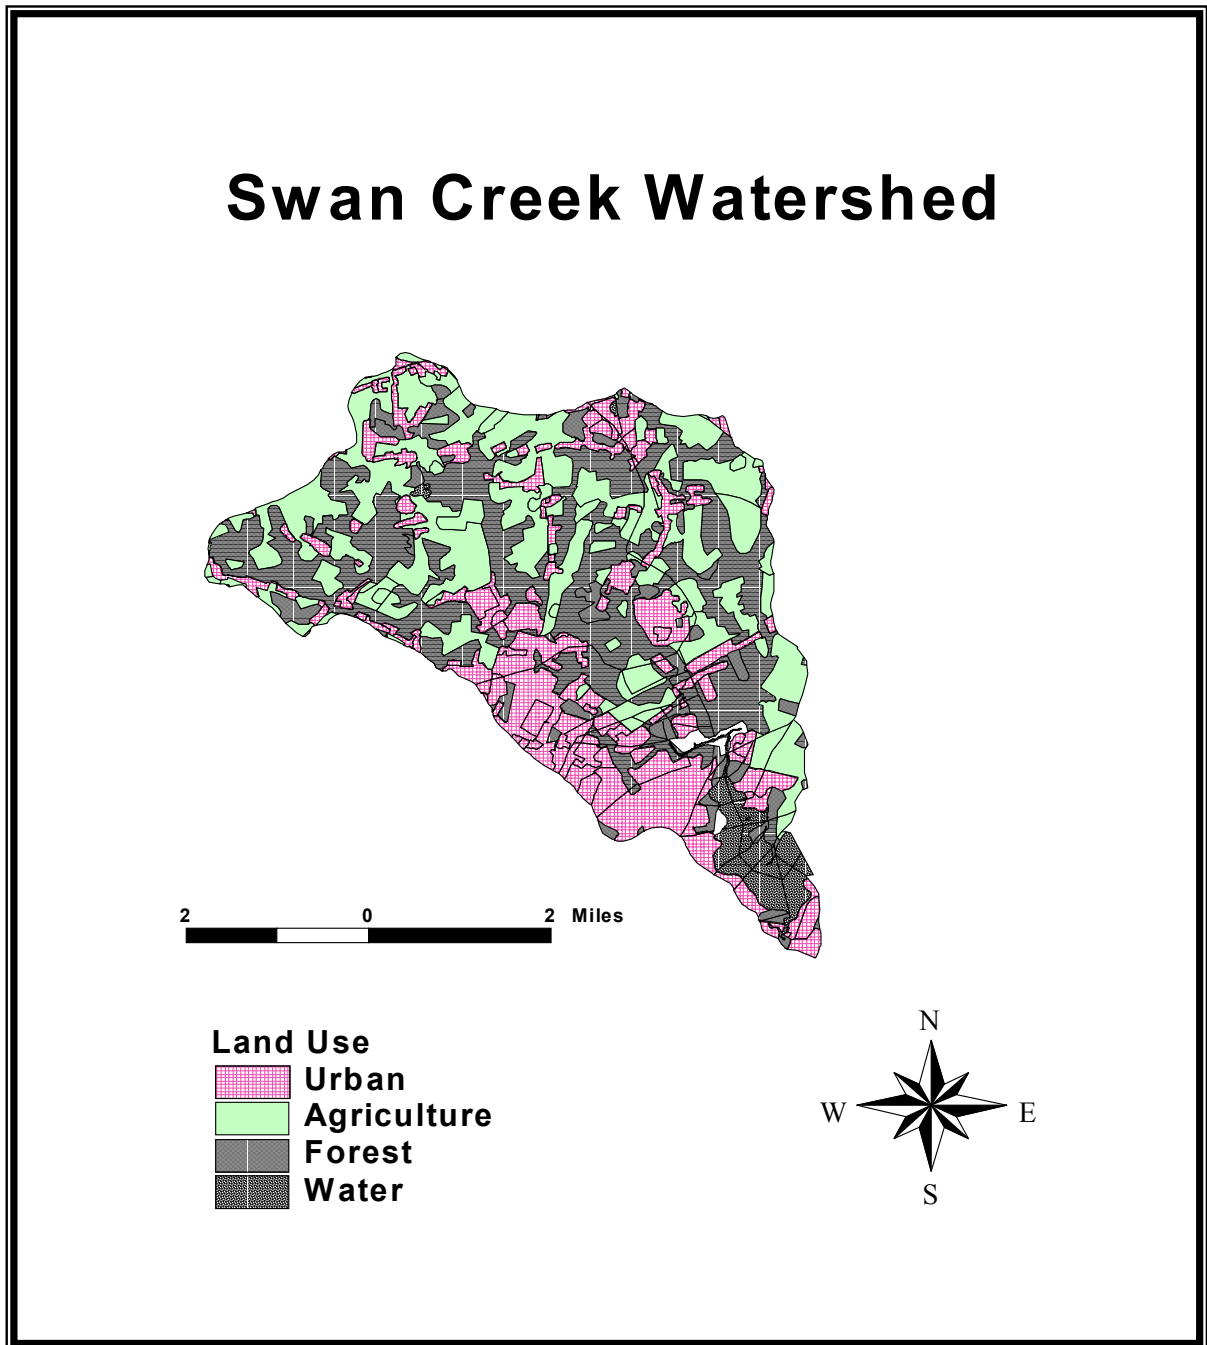 Swan Creek Watershed
2 0 2 Miles
Land Use
Urban
Agriculture
Forest
Water
N
W E
S